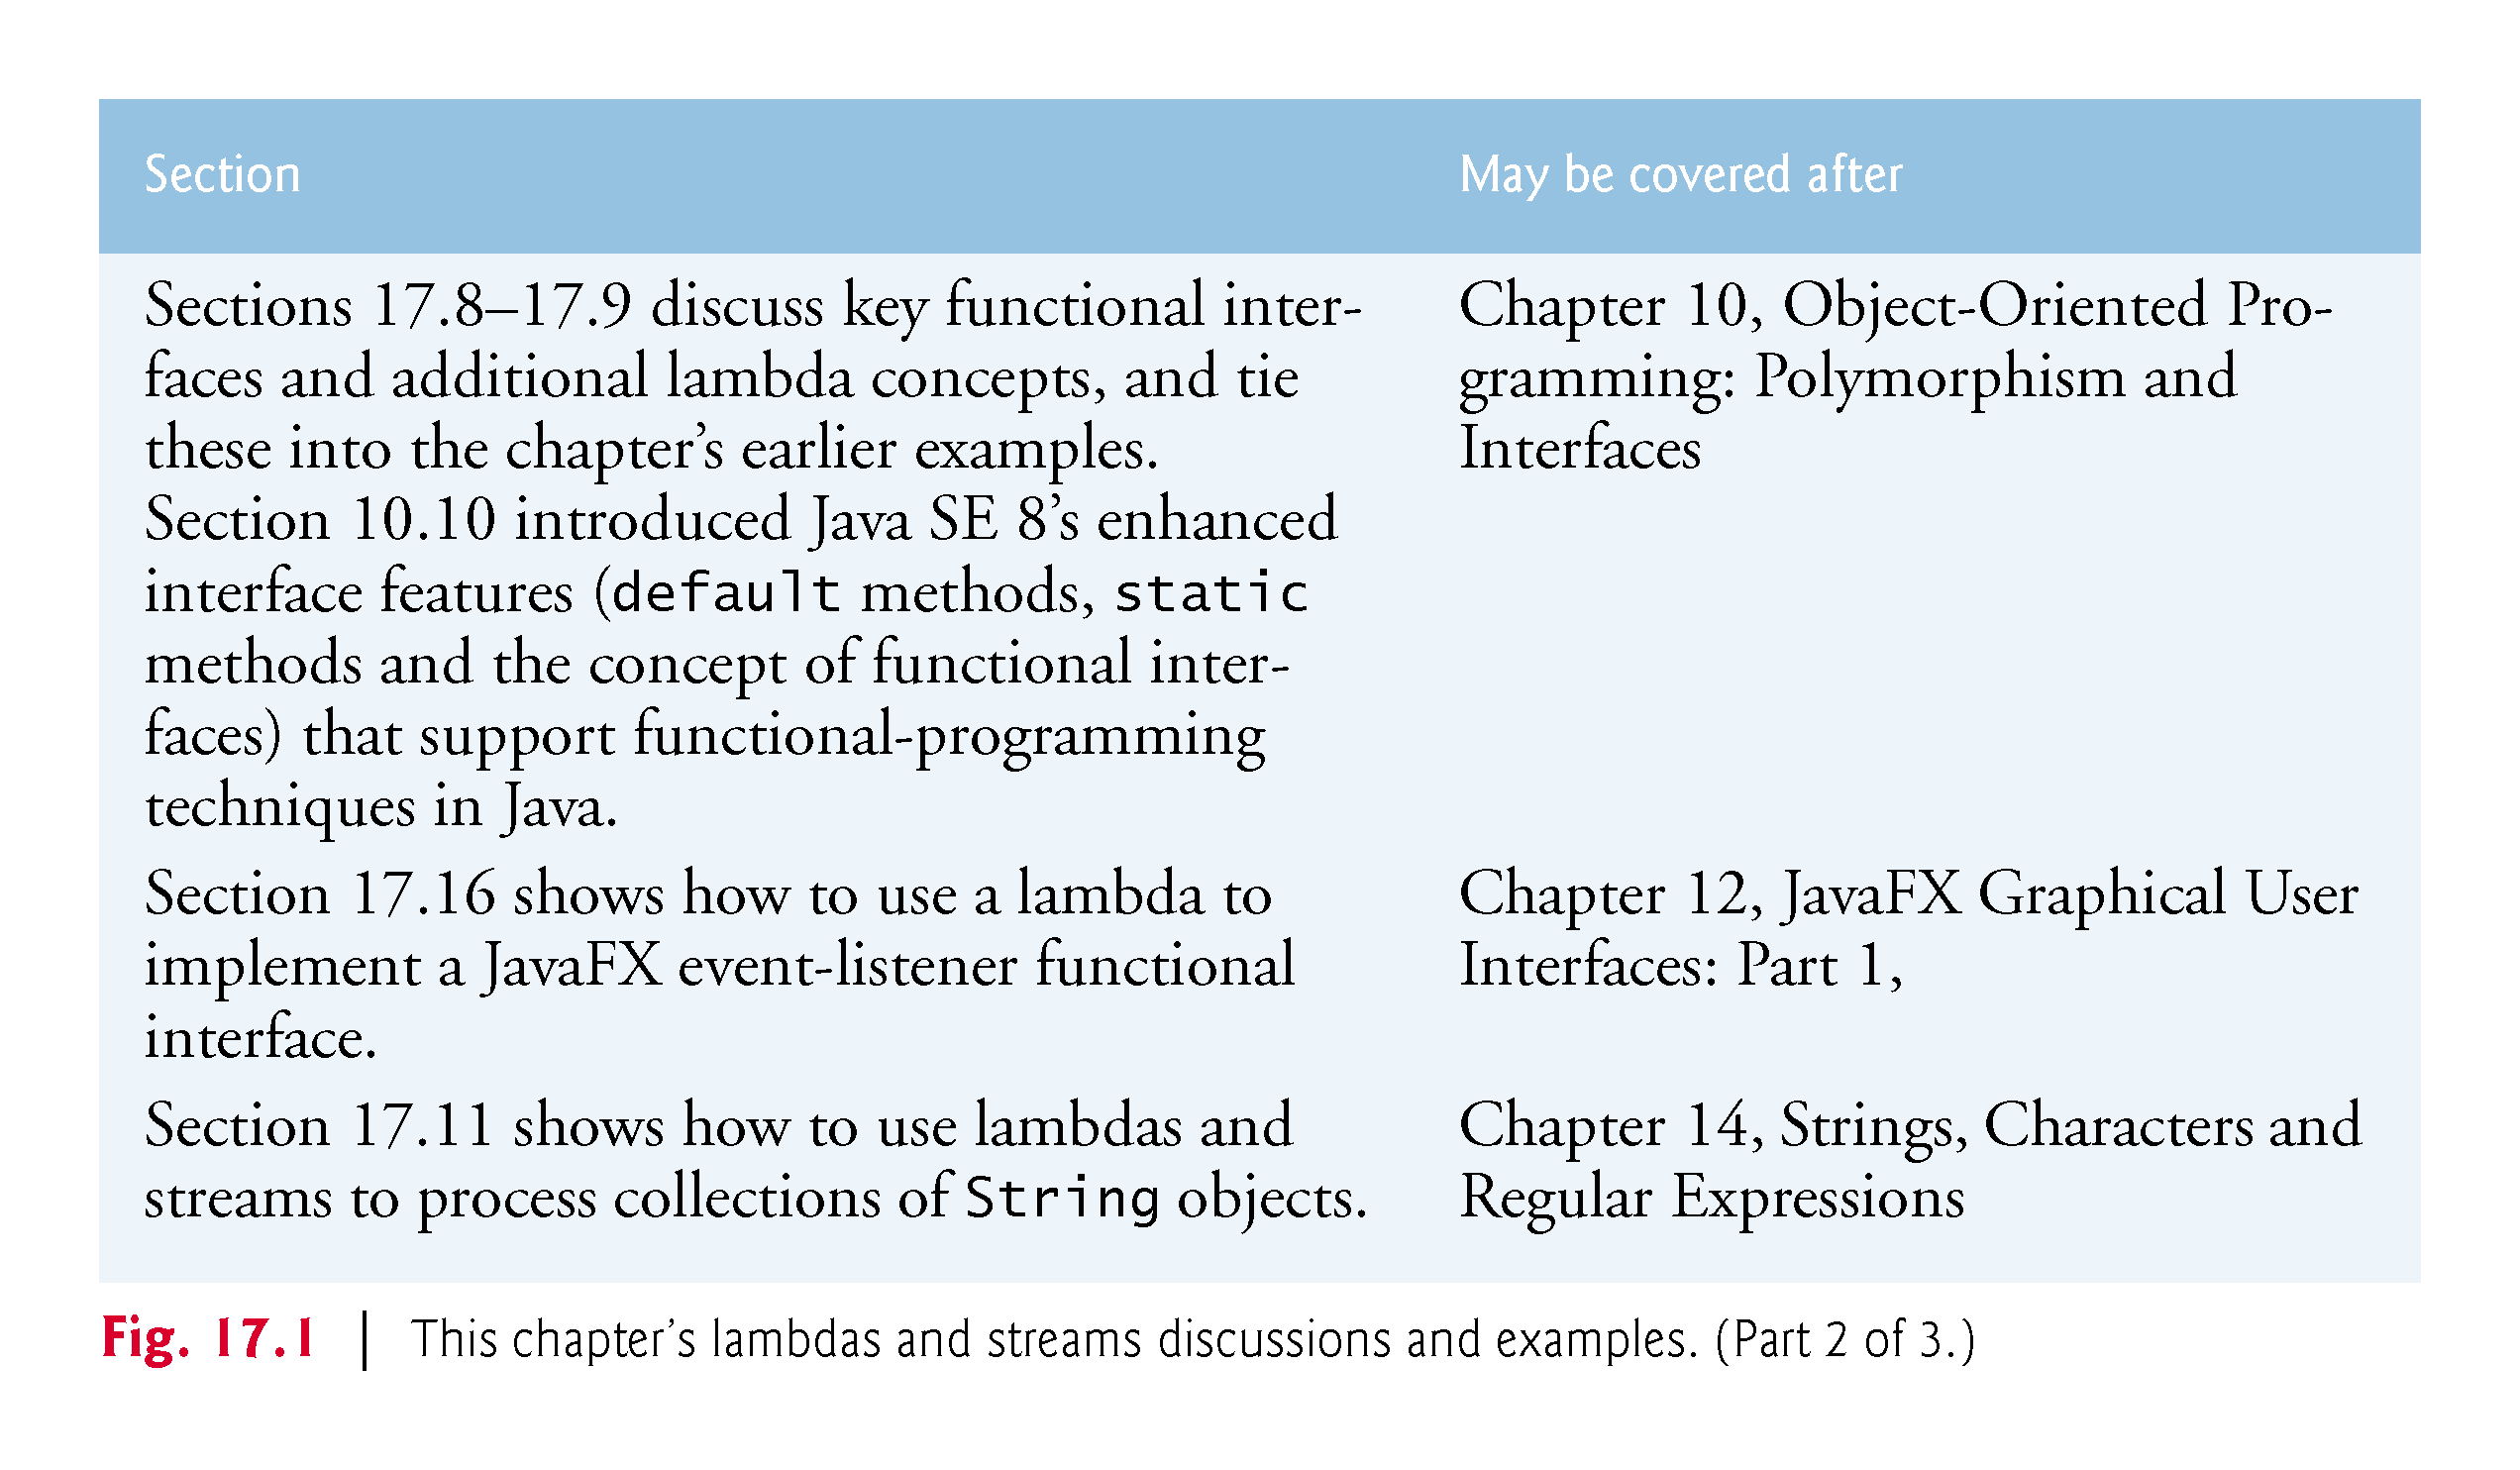 Section May be covered after
Sections 17.8–17.9 discuss key functional inter-
faces and additional lambda concepts, and tie
these into the chapter’s earlier examples.
Section 10.10 introduced Java SE 8’s enhanced
interface features (default methods, static
methods and the concept of functional inter-
faces) that support functional-programming
techniques in Java.
Chapter 10, Object-Oriented Pro-
gramming: Polymorphism and
Interfaces
Section 17.16 shows how to use a lambda to
implement a JavaFX event-listener functional
interface.
Chapter 12, JavaFX Graphical User
Interfaces: Part 1,
Section 17.11 shows how to use lambdas and
streams to process collections of String objects.
Chapter 14, Strings, Characters and
Regular Expressions
Fig. 17.1 | This chapter’s lambdas and streams discussions and examples. (Part 2 of 3.)